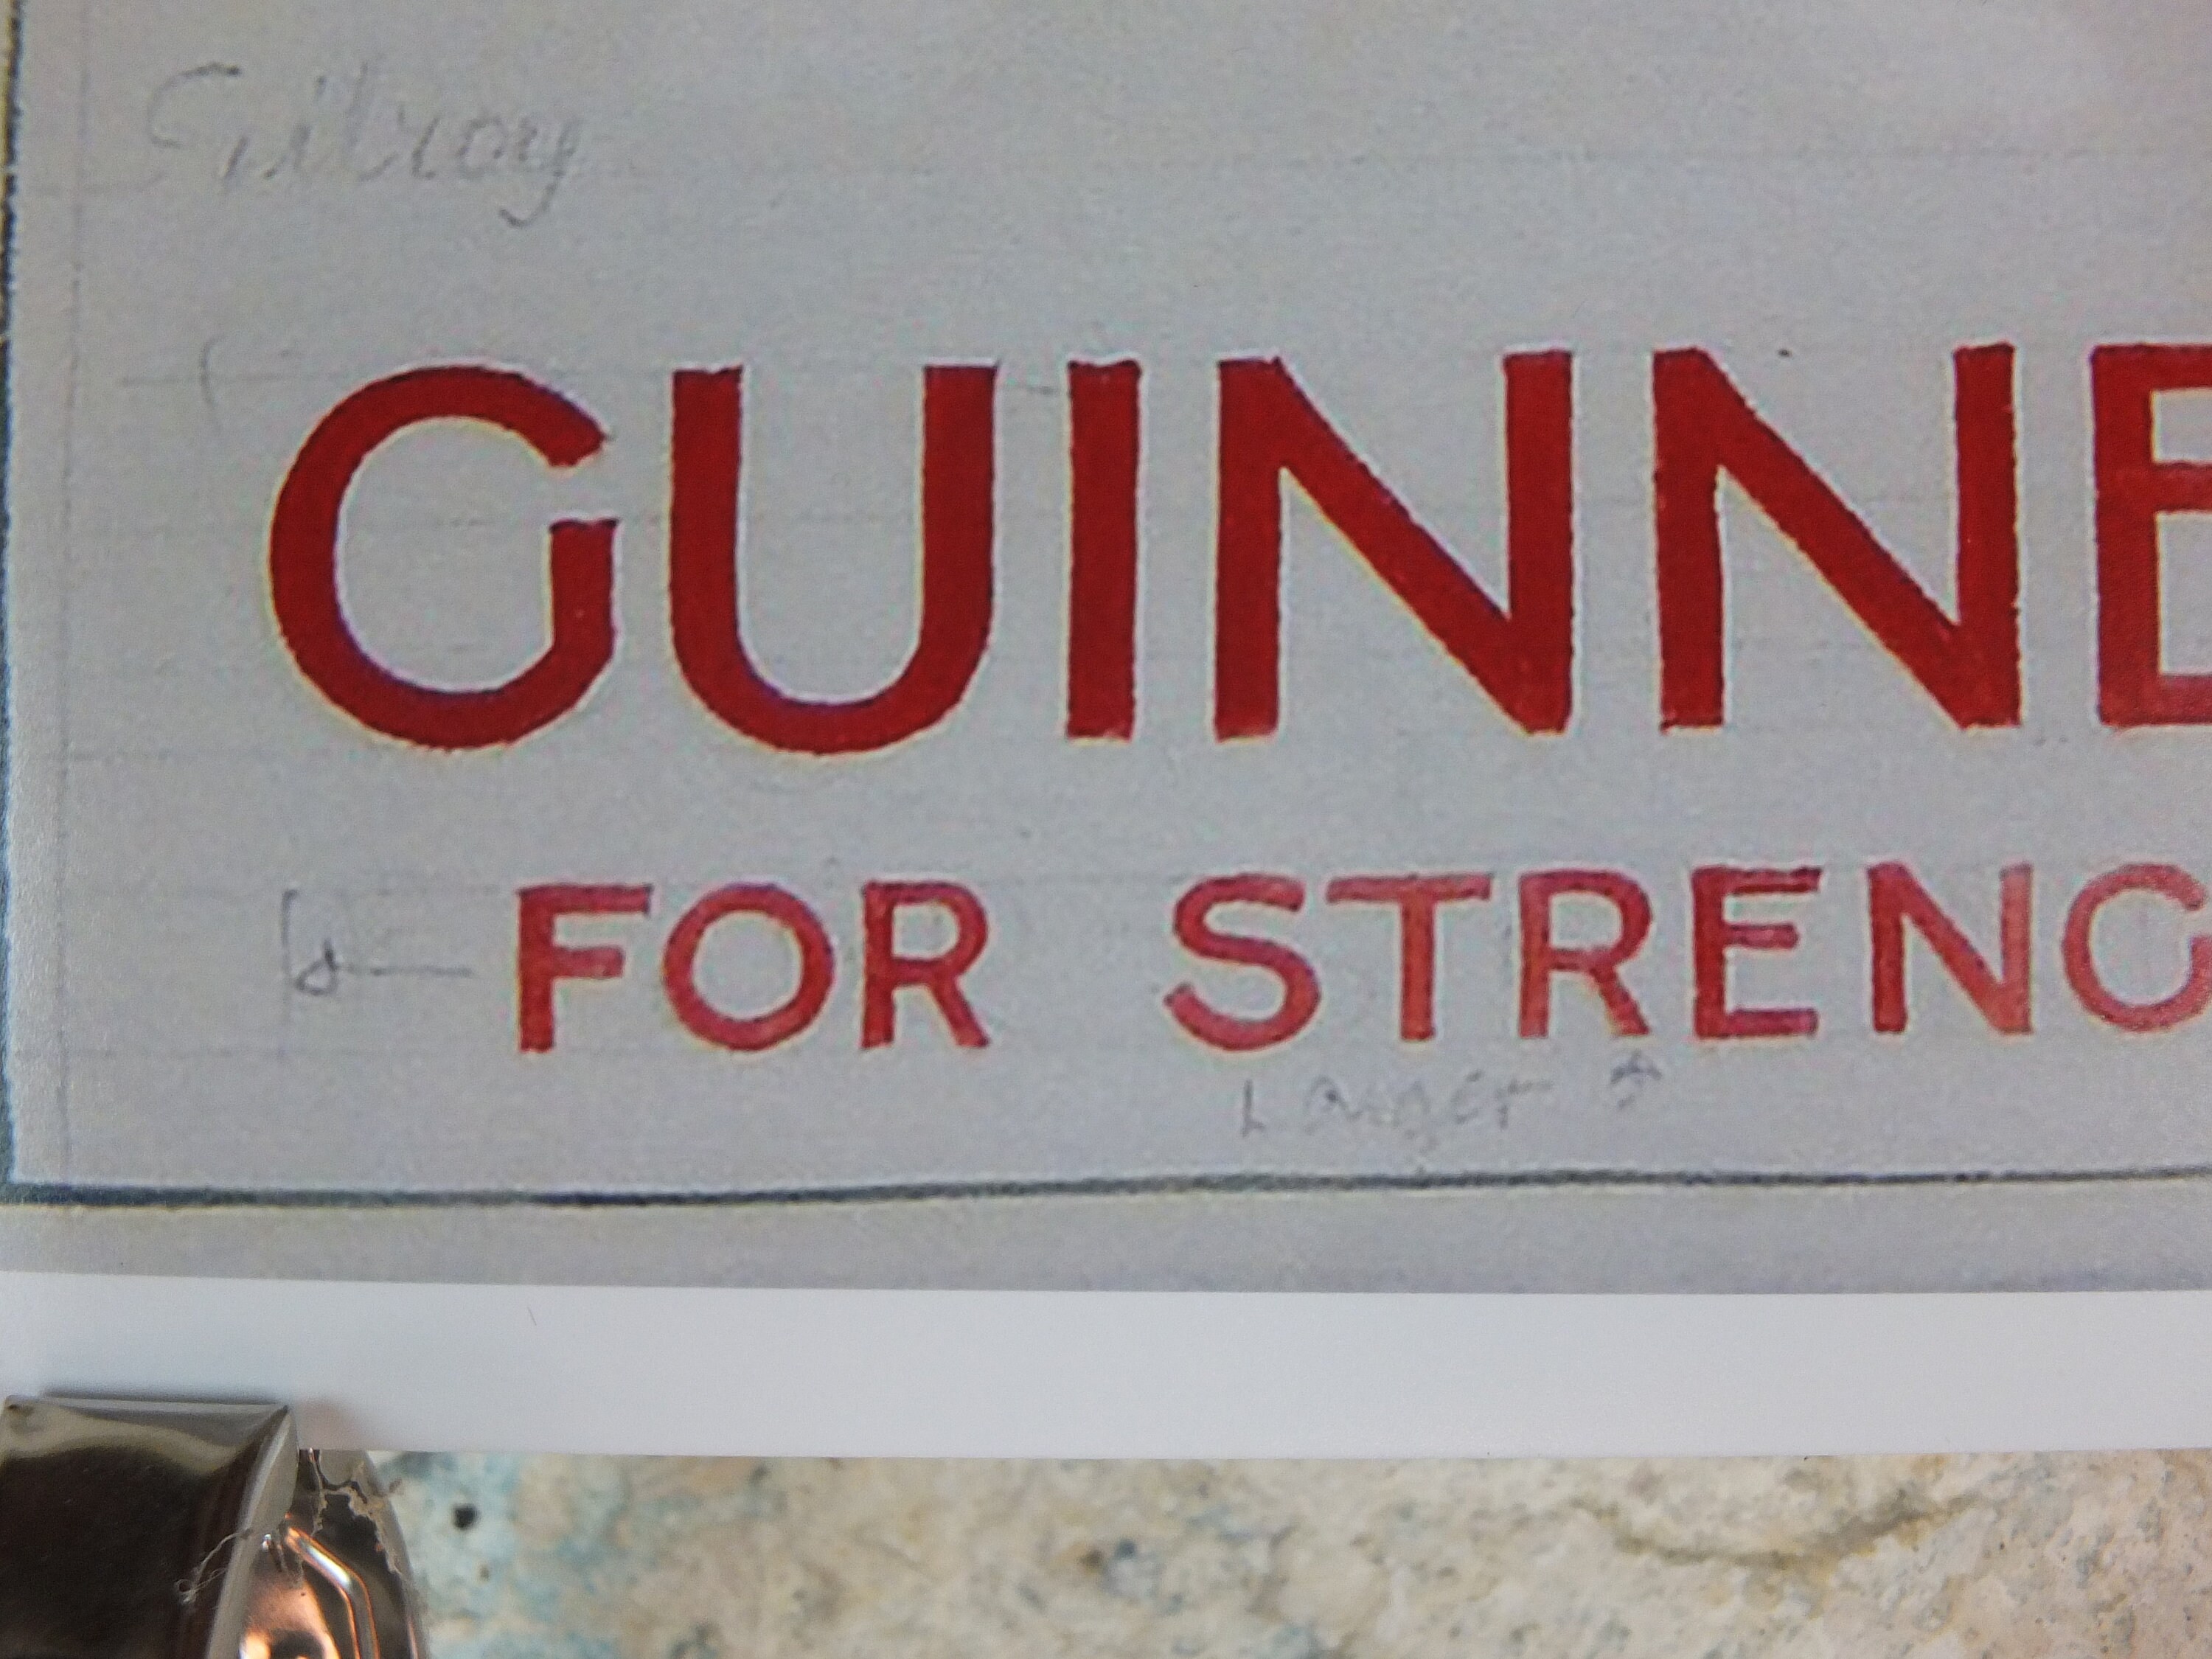 Gilroy
GUINNE
FOR STRENG
Larger ?